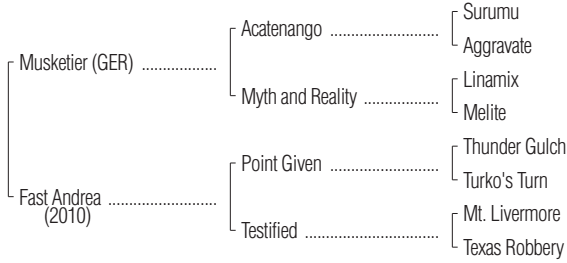 Surumu
Acatenango ..................
Aggravate
Musketier (GER) ................
Linamix
Myth and Reality ................
Melite
Thunder Gulch
Point Given .......................
Turko's Turn
Fast Andrea .......................
(2010)
Mt. Livermore
Testified ............................
Texas Robbery